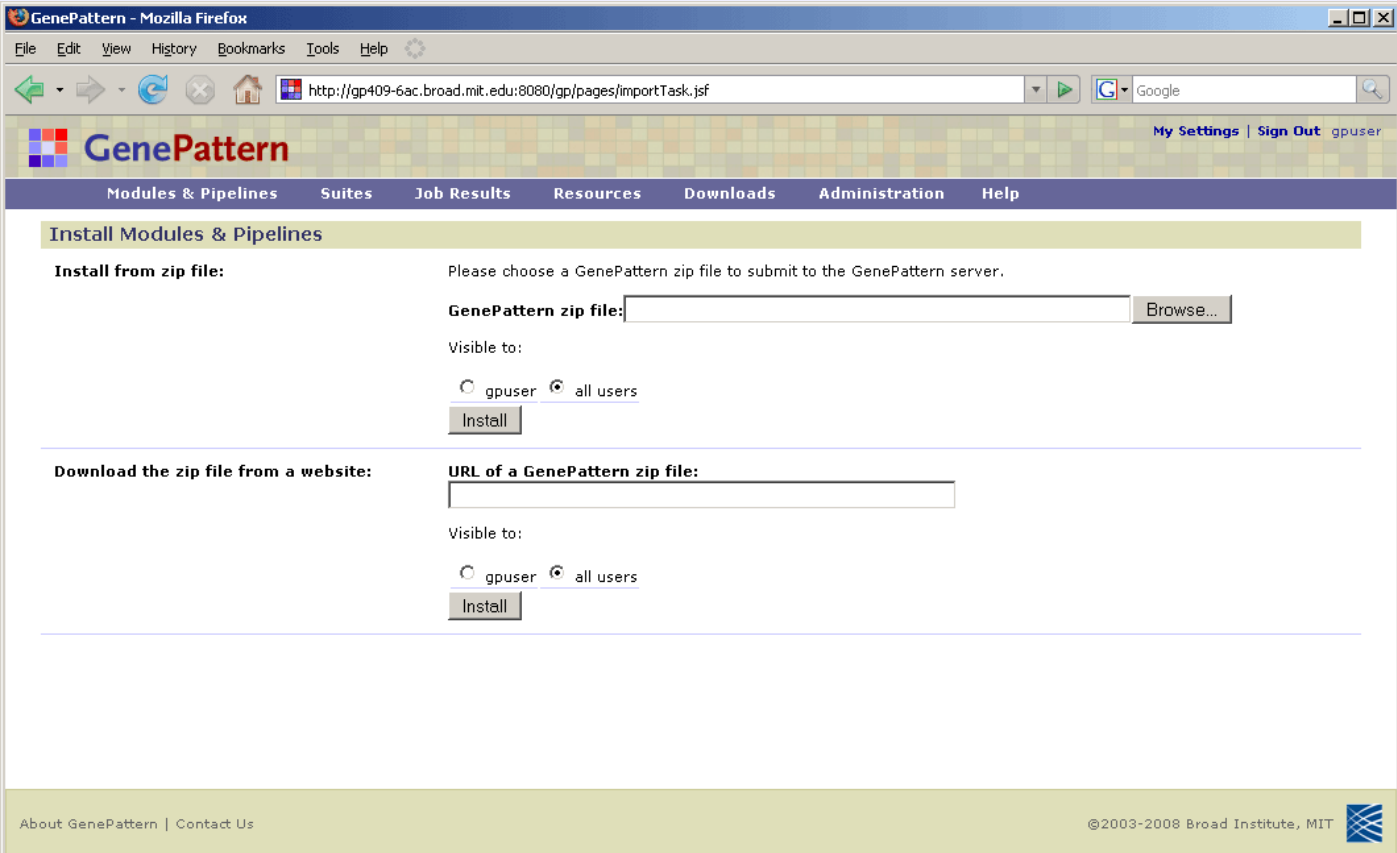 GenePattern - Mozilla Firefox
File Edit View History Bookmarks Tools Help
http://gp409-6ac.broad.mit.edu:8080/gp/pages/importTask.jsf
G Google
My Settings | Sign Out gpuser
GenePattern
Modules & Pipelines Suites Job Results Resources Downloads Administration Help
Install Modules & Pipelines
Install from zip file: Please choose a GenePattern zip file to submit to the GenePattern server.
GenePattern zip file: Browse...
Visible to:
gpuser all users
Install
Download the zip file from a website: URL of a GenePattern zip file:
Visible to:
gpuser all users
Install
About GenePattern | Contact Us ©2003-2008 Broad Institute, MIT